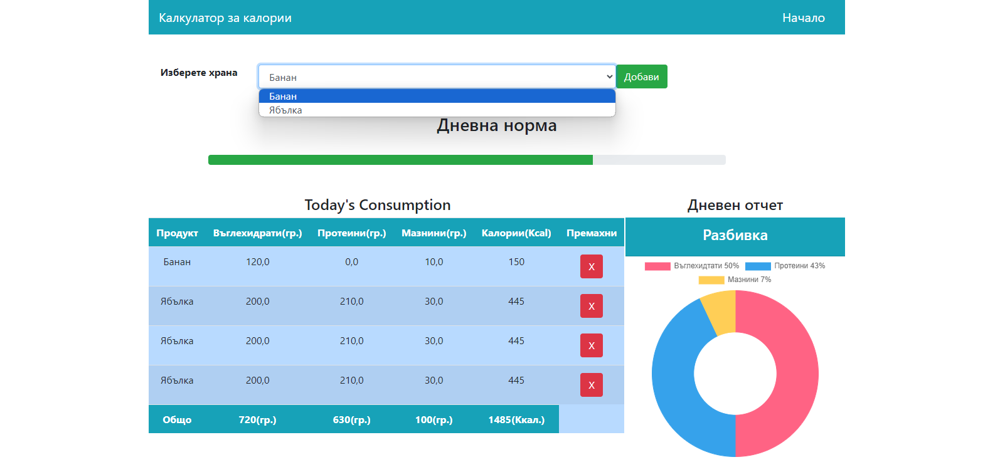 Калкулатор за калории Начало
Изберете храна Банан Добави
Банан
Ябълка
Дневна норма
Today's Consumption
Продукт Въглехидрати(гр.) Протеини(гр.) Мазнини(гр.) Калории(Kcal) Премахни
Банан 120,0 0,0 10,0 150 X
Ябълка 200,0 210,0 30,0 445 X
Ябълка 200,0 210,0 30,0 445 X
Ябълка 200,0 210,0 30,0 445 X
Общо 720(гр.) 630(гр.) 100(гр.) 1485(Ккал.)
Дневен отчет
Разбивка
Въглехидтати 50% Протеини 43%
Мазнини 7%